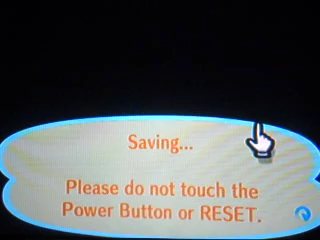 Saving...
Please do not touch the
Power Button or RESET.